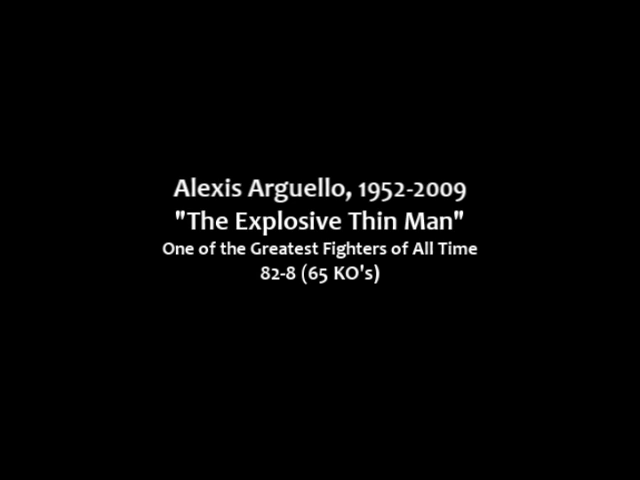 Alexis Arguello, 1952-2009
"The Explosive Thin Man"
One of the Greatest Fighters of All Time
82-8 (65 KO's)